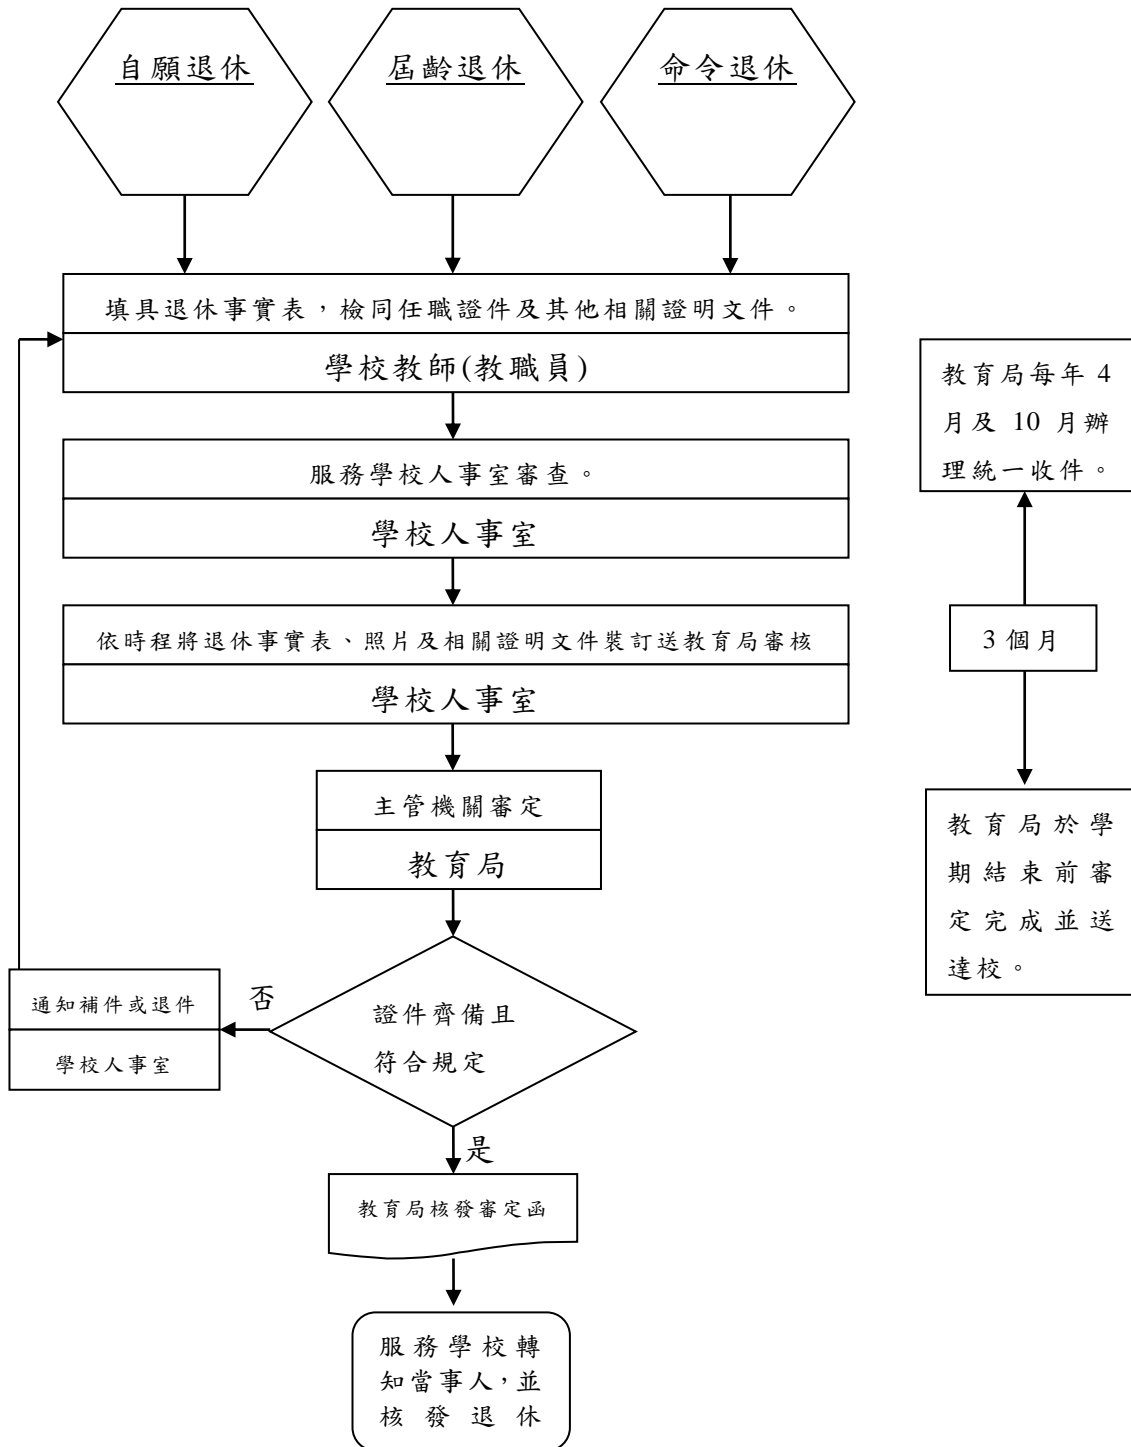 自願退休
屆齡退休
命令退休
填具退休事實表，檢同任職證件及其他相關證明文件。
學校教師(教職員)
服務學校人事室審查。
學校人事室
依時程將退休事實表、照片及相關證明文件裝訂送教育局審核
學校人事室
主管機關審定
教育局
證件齊備且
符合規定
否
通知補件或退件
學校人事室
是
教育局核發審定函
服務學校轉
知當事人，並
核發退休
教育局每年 4
月及 10 月辦
理統一收件。
3 個月
教育局於學
期結束前審
定完成並送
達校。